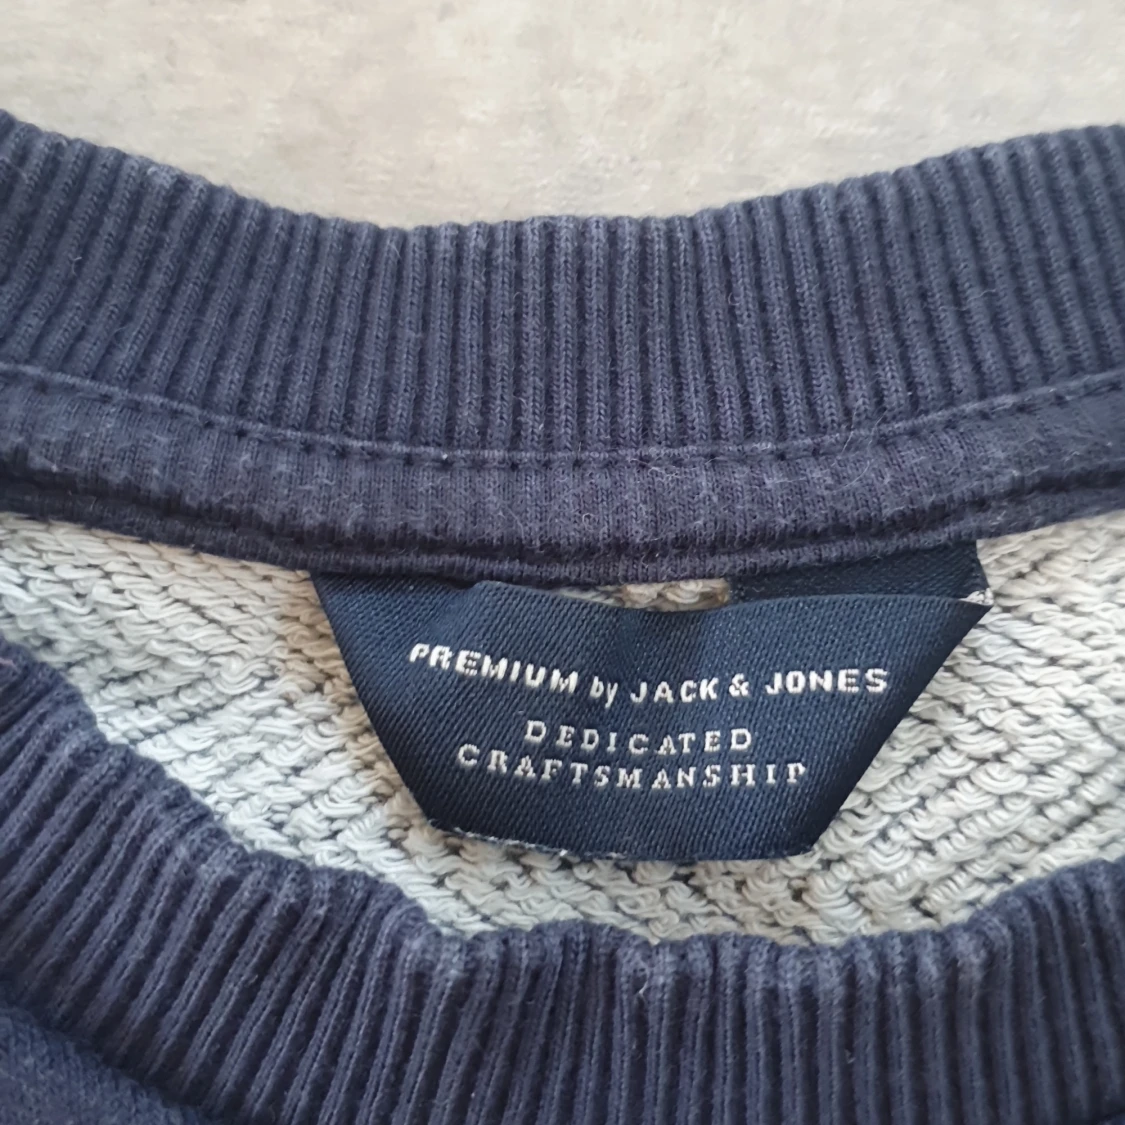 PREMIUM by JACK & JONES
DEDICATED
CRAFTSMANSHIP